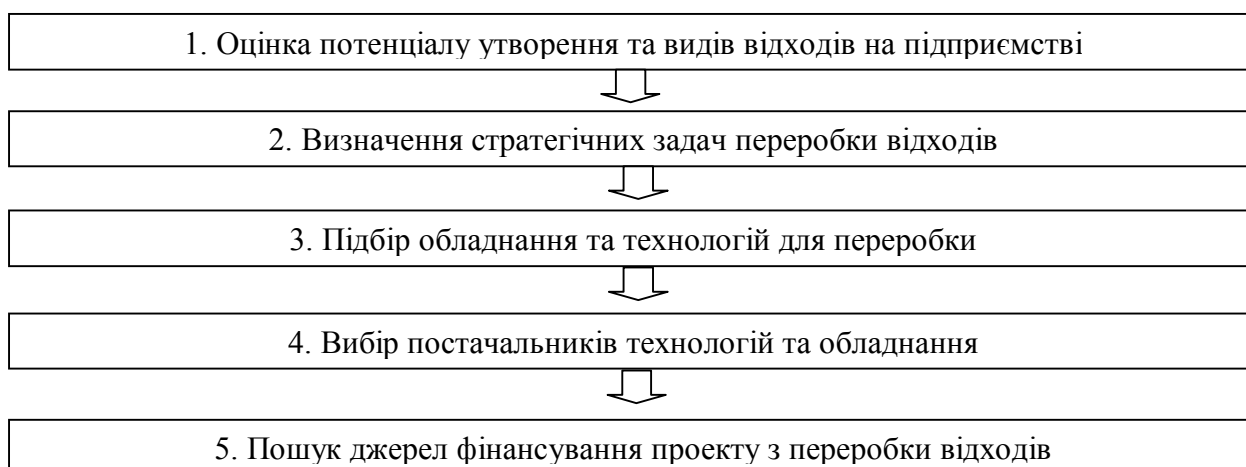 1. Оцінка потенціалу утворення та видів відходів на підприємстві
2. Визначення стратегічних задач переробки відходів
3. Підбір обладнання та технологій для переробки
4. Вибір постачальників технологій та обладнання
5. Пошук джерел фінансування проекту з переробки відходів